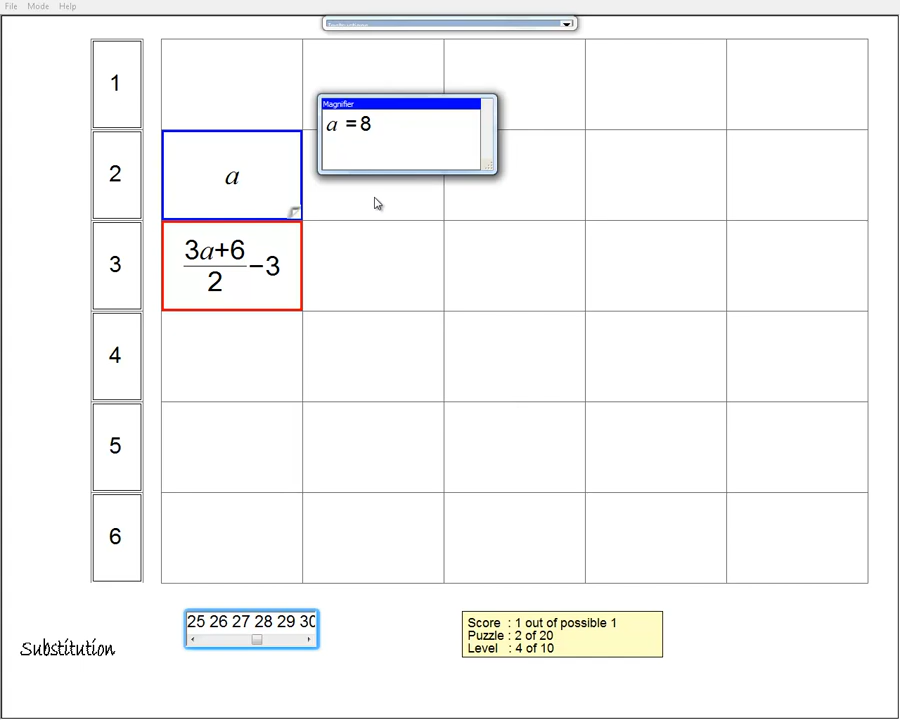 File Mode Help
Instructions
1
Magnifier
a = 8
2
a
3
3a+6
2
−3
4
5
6
25 26 27 28 29 30
Score : 1 out of possible 1
Puzzle : 2 of 20
Level : 4 of 10
Substitution